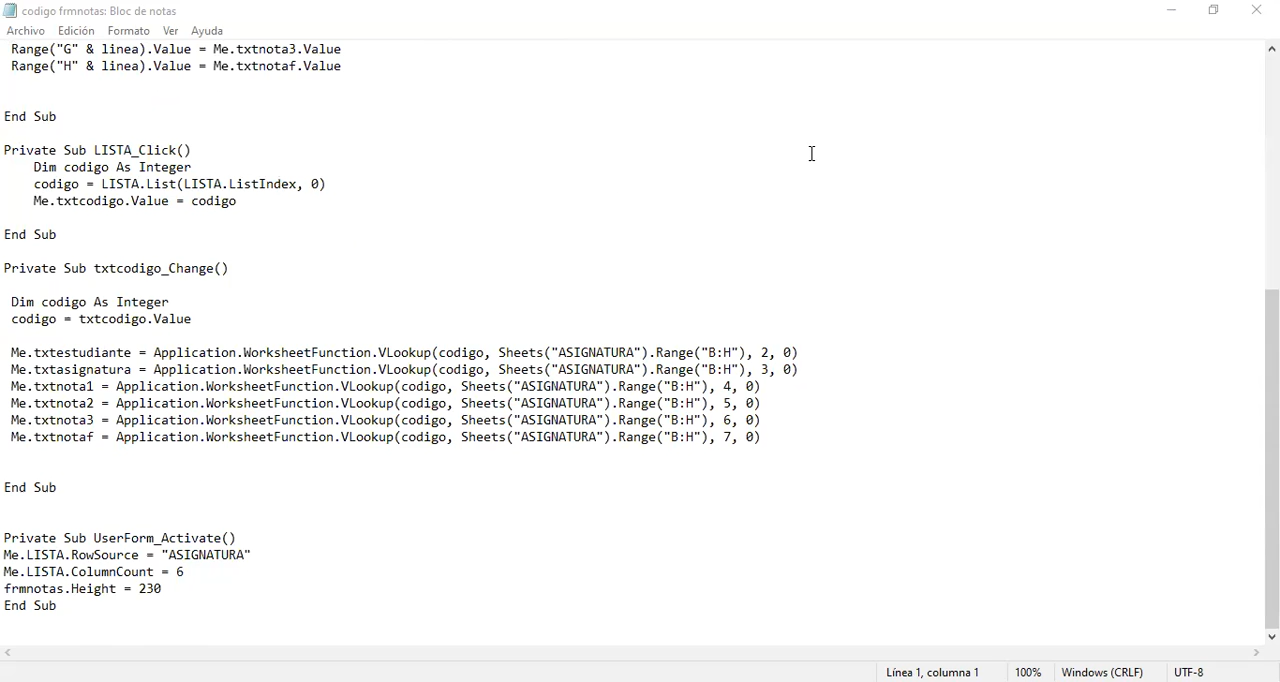 codigo frmnotas: Bloc de notas
Archivo Edición Formato Ver Ayuda
Range("G" & linea).Value = Me.txtnota3.Value
Range("H" & linea).Value = Me.txtnotaf.Value
End Sub
Private Sub LISTA_Click()
Dim codigo As Integer
codigo = LISTA.List(LISTA.ListIndex, 0)
Me.txtcodigo.Value = codigo
End Sub
Private Sub txtcodigo_Change()
Dim codigo As Integer
codigo = txtcodigo.Value
Me.txtestudiante = Application.WorksheetFunction.VLookup(codigo, Sheets("ASIGNATURA").Range("B:H"), 2, 0)
Me.txtasignatura = Application.WorksheetFunction.VLookup(codigo, Sheets("ASIGNATURA").Range("B:H"), 3, 0)
Me.txtnota1 = Application.WorksheetFunction.VLookup(codigo, Sheets("ASIGNATURA").Range("B:H"), 4, 0)
Me.txtnota2 = Application.WorksheetFunction.VLookup(codigo, Sheets("ASIGNATURA").Range("B:H"), 5, 0)
Me.txtnota3 = Application.WorksheetFunction.VLookup(codigo, Sheets("ASIGNATURA").Range("B:H"), 6, 0)
Me.txtnotaf = Application.WorksheetFunction.VLookup(codigo, Sheets("ASIGNATURA").Range("B:H"), 7, 0)
End Sub
Private Sub UserForm_Activate()
Me.LISTA.RowSource = "ASIGNATURA"
Me.LISTA.ColumnCount = 6
frmnotas.Height = 230
End Sub
Línea 1, columna 1 100% Windows (CRLF) UTF-8